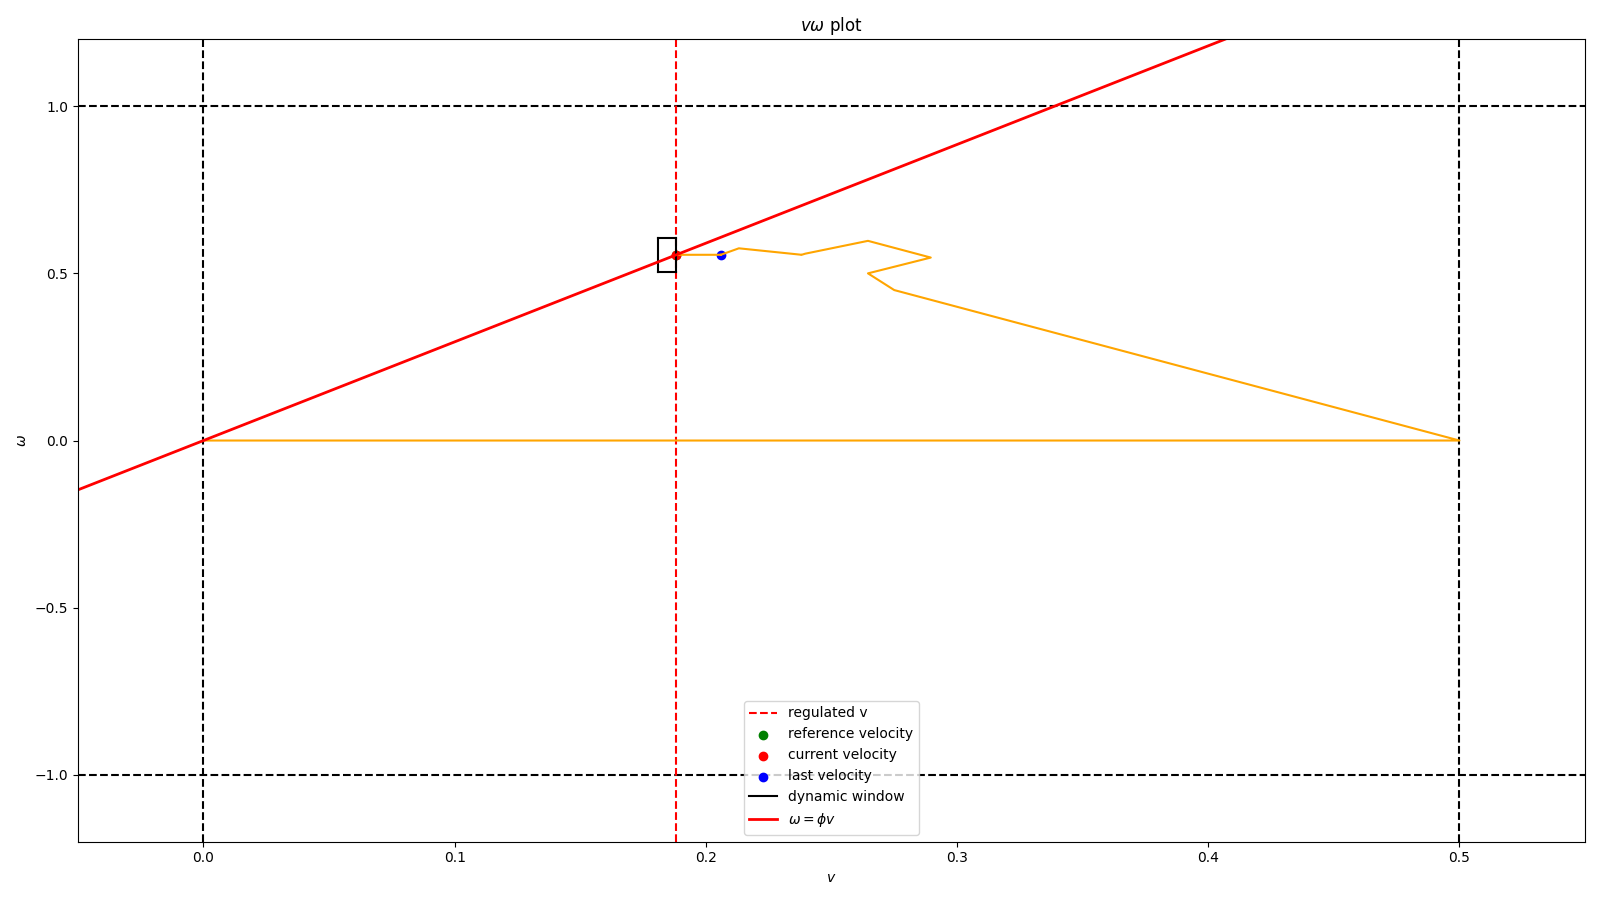 vω plot
1.0
0.5
0.0
−0.5
−1.0
ω
regulated v
reference velocity
current velocity
last velocity
dynamic window
ω = ϕv
0.0 0.1 0.2 0.3 0.4 0.5
v